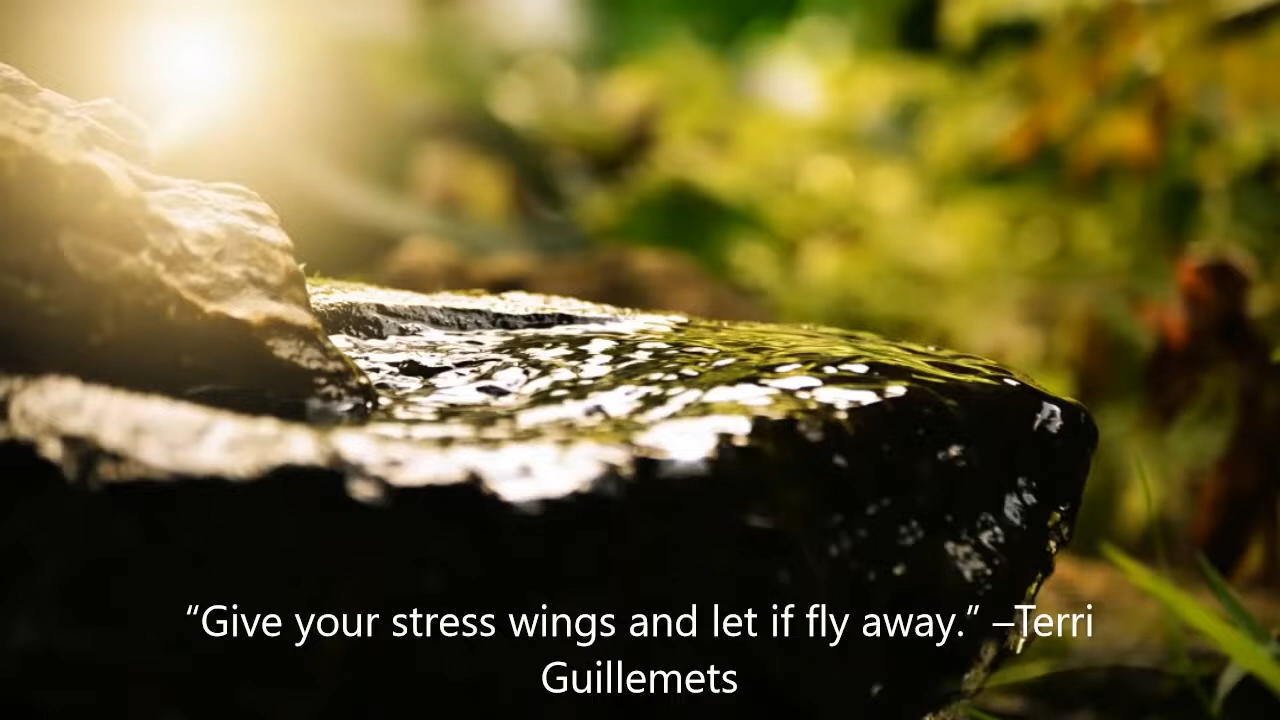 “Give your stress wings and let if fly away.” –Terri
Guillemets